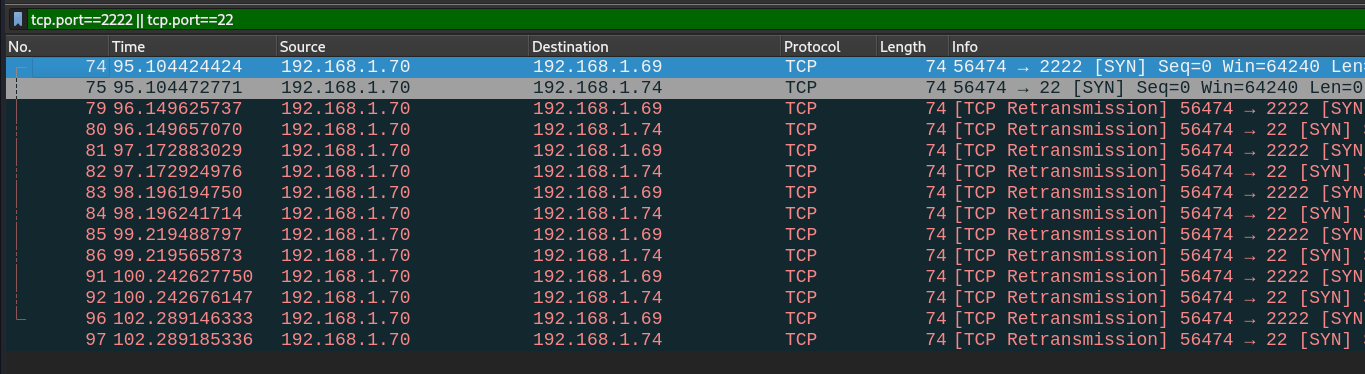 tcp.port==2222 || tcp.port==22
No. Time Source Destination Protocol Length Info
74 95.104424424 192.168.1.70 192.168.1.69 TCP 74 56474 → 2222 [SYN] Seq=0 Win=64240 Len=
75 95.104472771 192.168.1.70 192.168.1.74 TCP 74 56474 → 22 [SYN] Seq=0 Win=64240 Len=0
79 96.149625737 192.168.1.70 192.168.1.69 TCP 74 [TCP Retransmission] 56474 → 2222 [SYN
80 96.149657070 192.168.1.70 192.168.1.74 TCP 74 [TCP Retransmission] 56474 → 22 [SYN]
81 97.172883029 192.168.1.70 192.168.1.69 TCP 74 [TCP Retransmission] 56474 → 2222 [SYN
82 97.172924976 192.168.1.70 192.168.1.74 TCP 74 [TCP Retransmission] 56474 → 22 [SYN]
83 98.196194750 192.168.1.70 192.168.1.69 TCP 74 [TCP Retransmission] 56474 → 2222 [SYN
84 98.196241714 192.168.1.70 192.168.1.74 TCP 74 [TCP Retransmission] 56474 → 22 [SYN]
85 99.219488797 192.168.1.70 192.168.1.69 TCP 74 [TCP Retransmission] 56474 → 2222 [SYN
86 99.219565873 192.168.1.70 192.168.1.74 TCP 74 [TCP Retransmission] 56474 → 22 [SYN]
91 100.242627750 192.168.1.70 192.168.1.69 TCP 74 [TCP Retransmission] 56474 → 2222 [SYN
92 100.242676147 192.168.1.70 192.168.1.74 TCP 74 [TCP Retransmission] 56474 → 22 [SYN]
96 102.289146333 192.168.1.70 192.168.1.69 TCP 74 [TCP Retransmission] 56474 → 2222 [SYN
97 102.289185336 192.168.1.70 192.168.1.74 TCP 74 [TCP Retransmission] 56474 → 22 [SYN]